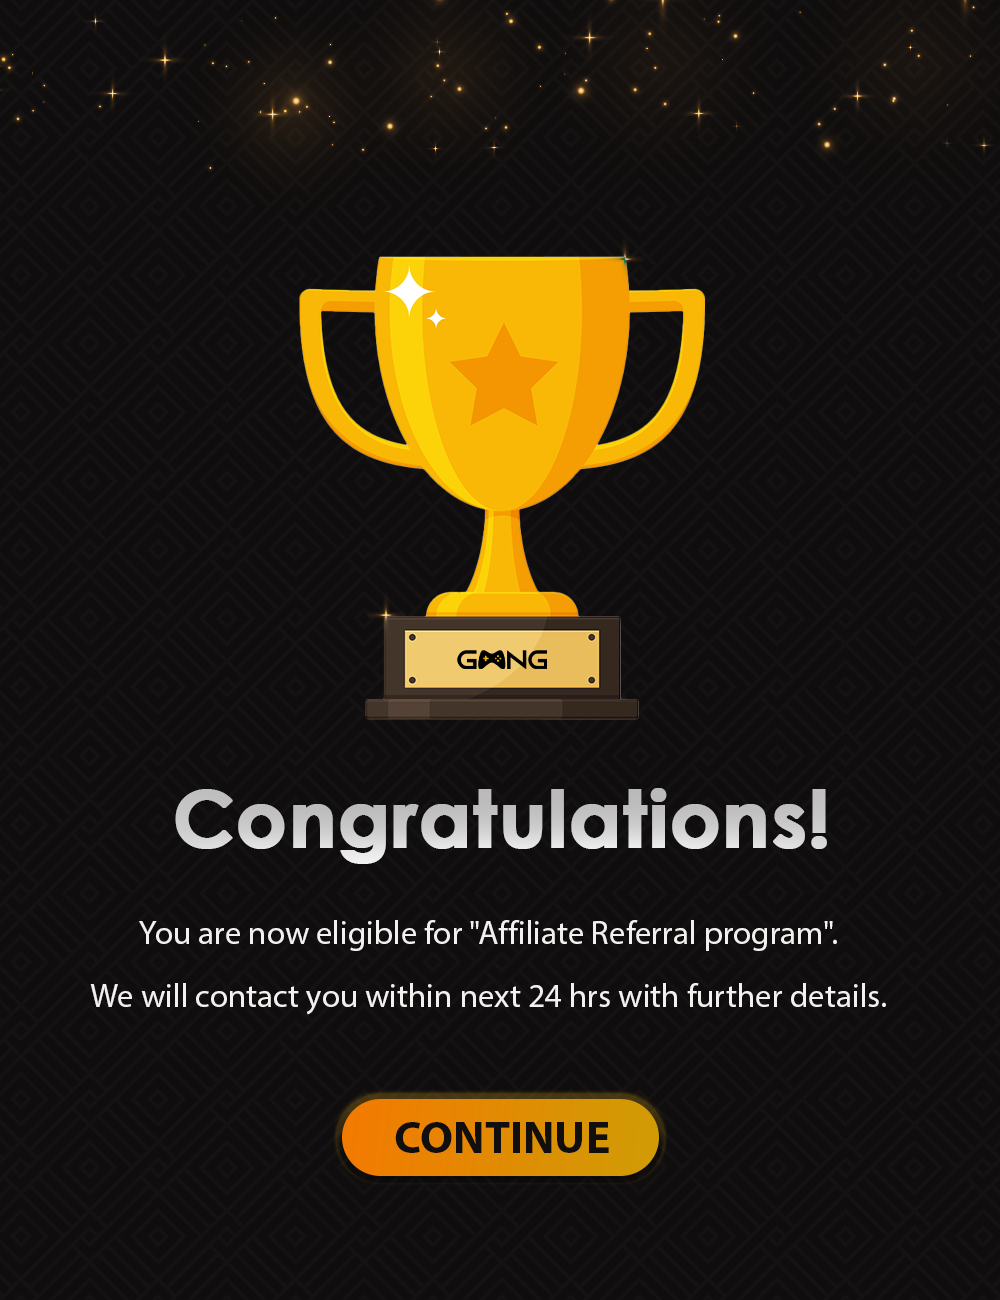 GANG
Congratulations!
You are now eligible for "Affiliate Referral program".
We will contact you within next 24 hrs with further details.
CONTINUE